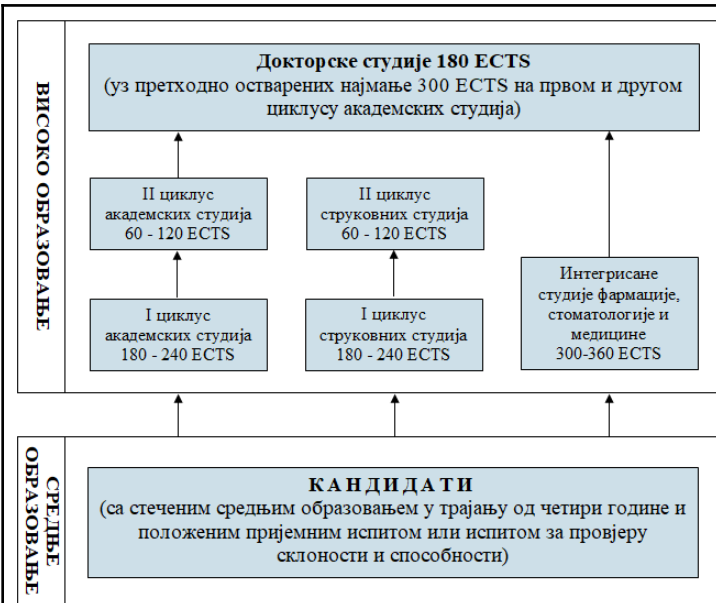 ВИСОКО ОБРАЗОВАЊЕ
Докторске студије 180 ECTS
(уз претходно остварених најмање 300 ECTS на првом и другом
циклусу академских студија)
II циклус
академских студија
60 - 120 ECTS
II циклус
струковних студија
60 - 120 ECTS
I циклус
академских студија
180 - 240 ECTS
I циклус
струковних студија
180 - 240 ECTS
Интегрисане
студије фармације,
стоматологије и
медицине
300-360 ECTS
СРЕДЊЕ
ОБРАЗОВАЊЕ
К А Н Д И Д А Т И
(са стеченим средњим образовањем у трајању од четири године и
положеним пријемним испитом или испитом за провјеру
склоности и способности)